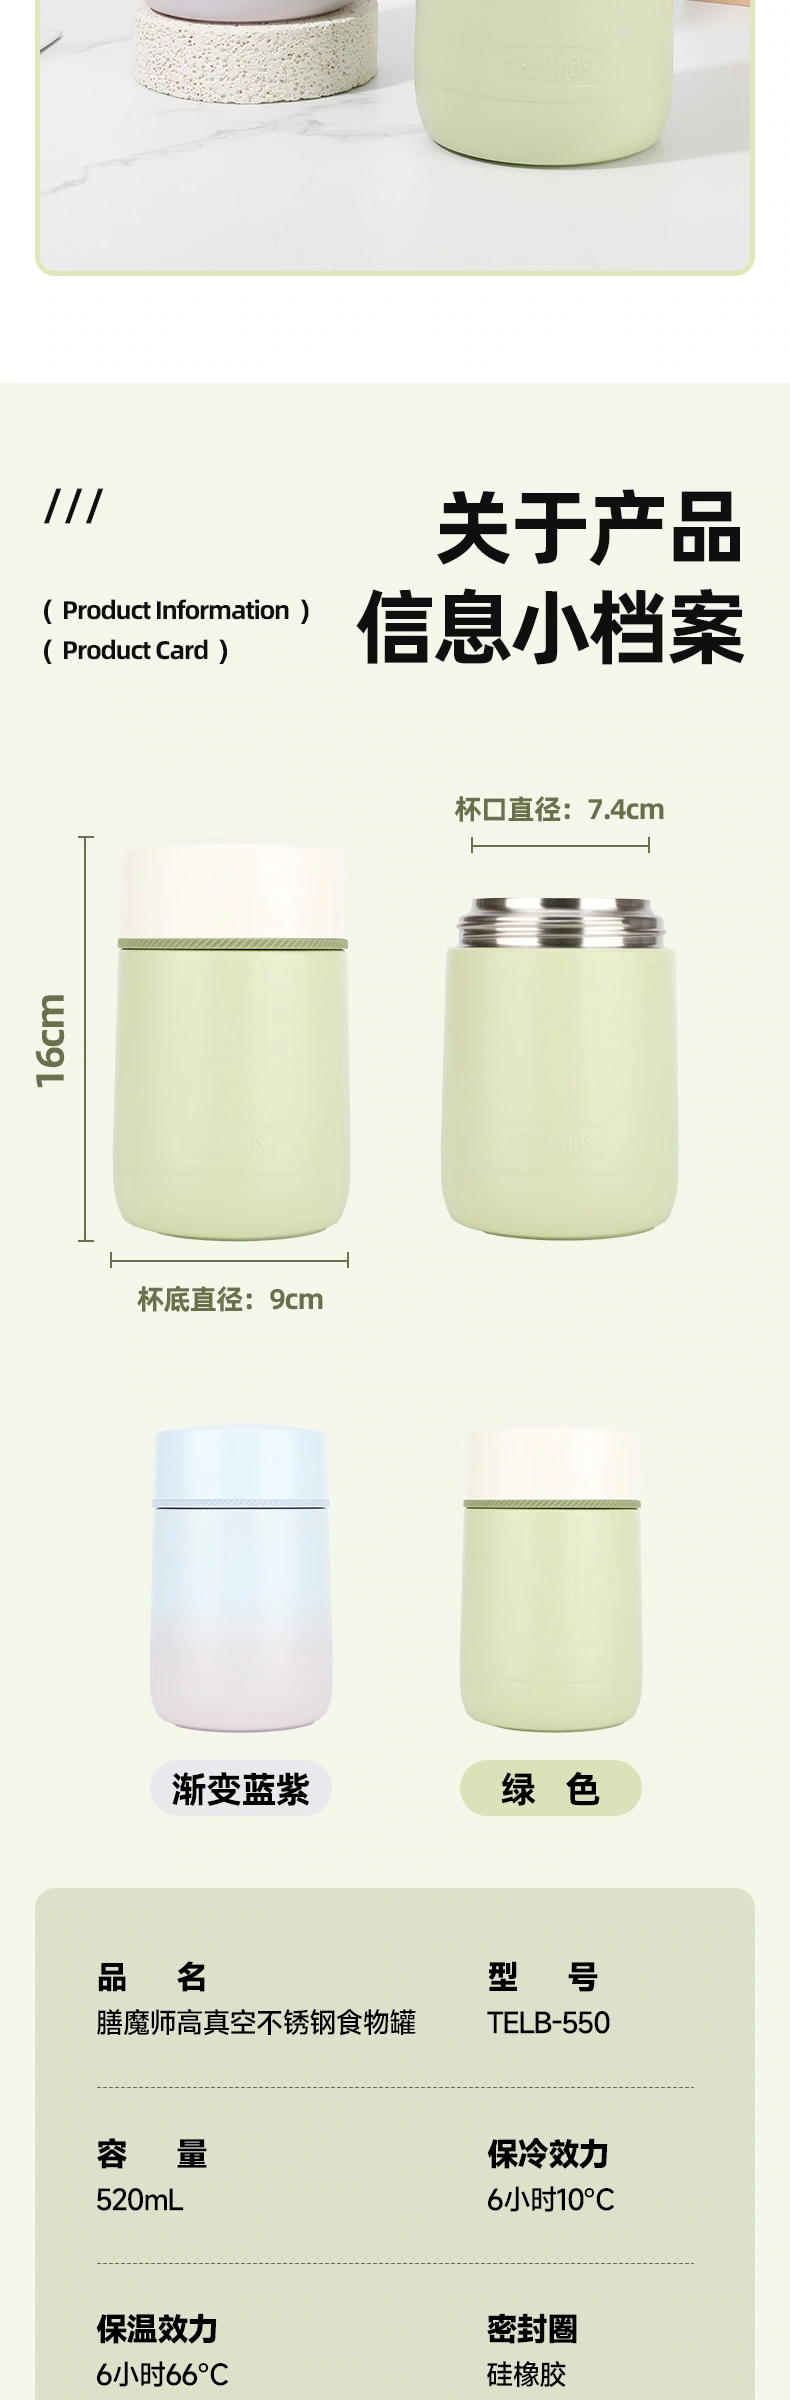 THERMOS
///
关于产品
信息小档案
( Product Information )
( Product Card )
杯口直径：7.4cm
16cm
THERMOS
杯底直径：9cm
渐变蓝紫
绿 色
品 名
膳魔师高真空不锈钢食物罐
型 号
TELB-550
容 量
520mL
保冷效力
6小时10°C
保温效力
6小时66°C
密封圈
硅橡胶